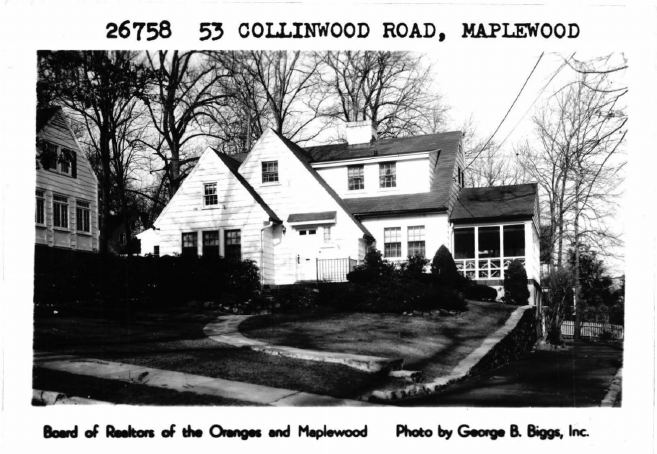 26758 53 COLLINWOOD ROAD, MAPLEWOOD
Board of Realtors of the Oranges and Maplewood Photo by George B. Biggs, Inc.